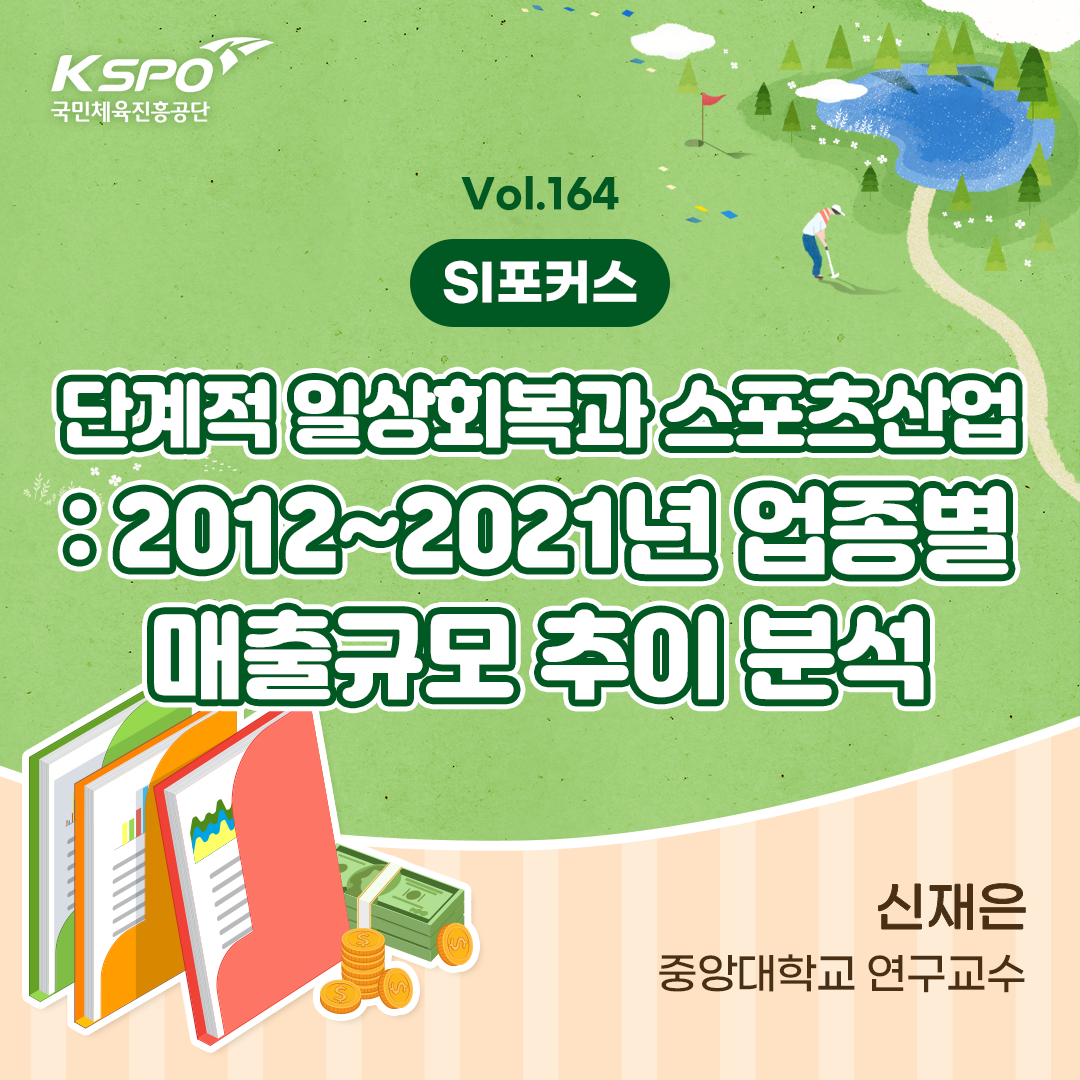 KSPO
국민체육진흥공단
Vol.164
SI포커스
단계적 일상회복과 스포츠산업
: 2012~2021년 업종별
매출규모 추이 분석
신재은
중앙대학교 연구교수